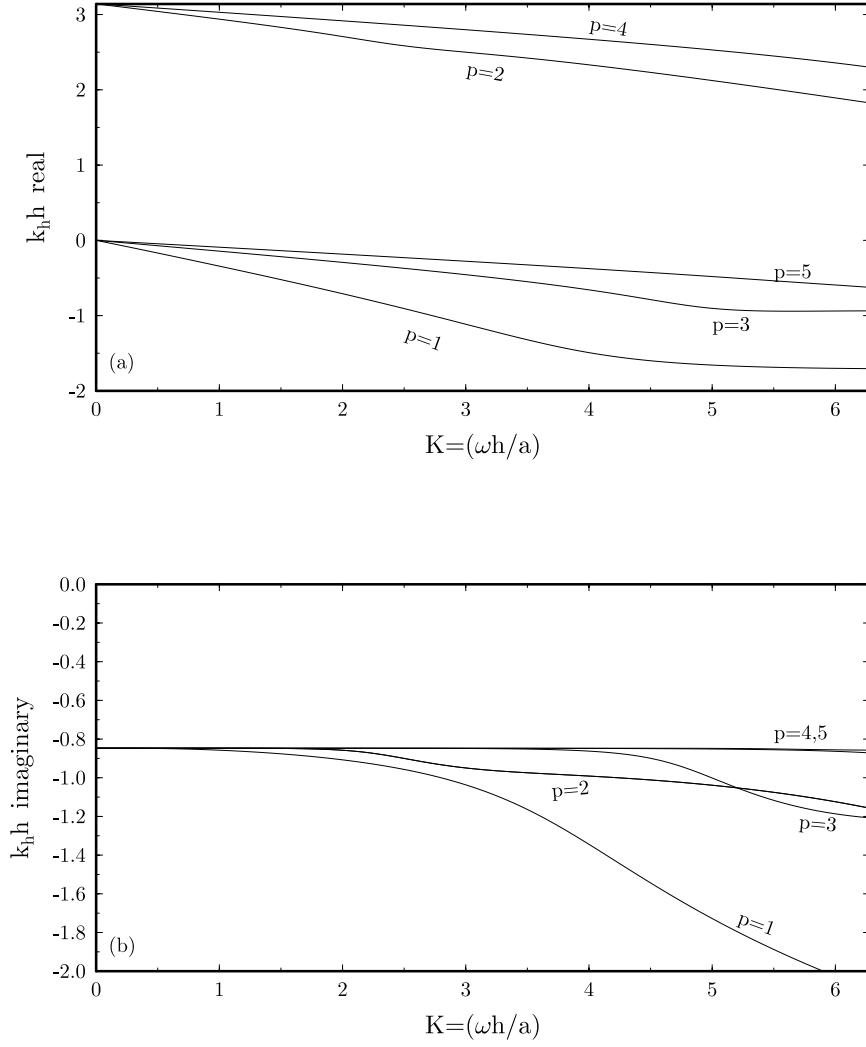 3
2
1
0
-1
-2
k_h h real
p=4
p=2
p=5
p=3
p=1
(a)
0 1 2 3 4 5 6
K=(ωh/a)
0.0
-0.2
-0.4
-0.6
-0.8
-1.0
-1.2
-1.4
-1.6
-1.8
-2.0
k_h h imaginary
p=4,5
p=2
p=3
p=1
(b)
0 1 2 3 4 5 6
K=(ωh/a)